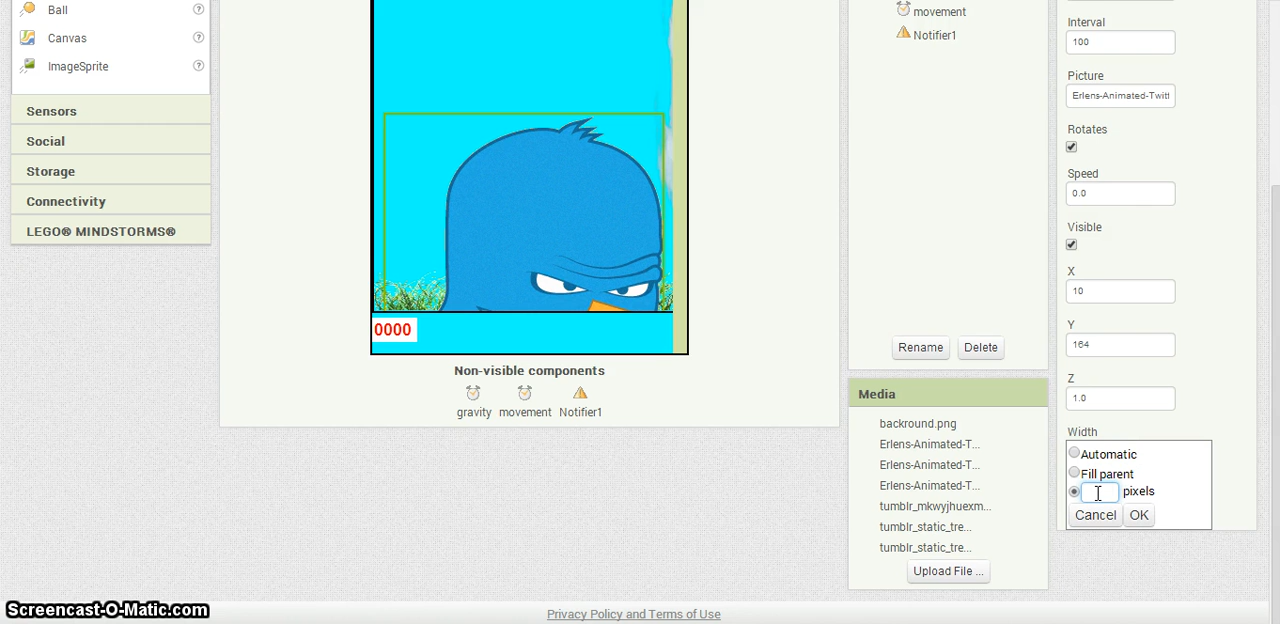 Ball
Canvas
ImageSprite
Sensors
Social
Storage
Connectivity
LEGO® MINDSTORMS®
0000
Non-visible components
gravity movement Notifier1
movement
Notifier1
Rename Delete
Media
backround.png
Erlens-Animated-T...
Erlens-Animated-T...
Erlens-Animated-T...
tumblr_mkwyjhuexm...
tumblr_static_tre...
tumblr_static_tre...
Upload File ...
Interval
100
Picture
Erlens-Animated-Twitt
Rotates
Speed
0.0
Visible
X
10
Y
164
Z
1.0
Width
Automatic
Fill parent
pixels
Cancel OK
Screencast-O-Matic.com
Privacy Policy and Terms of Use